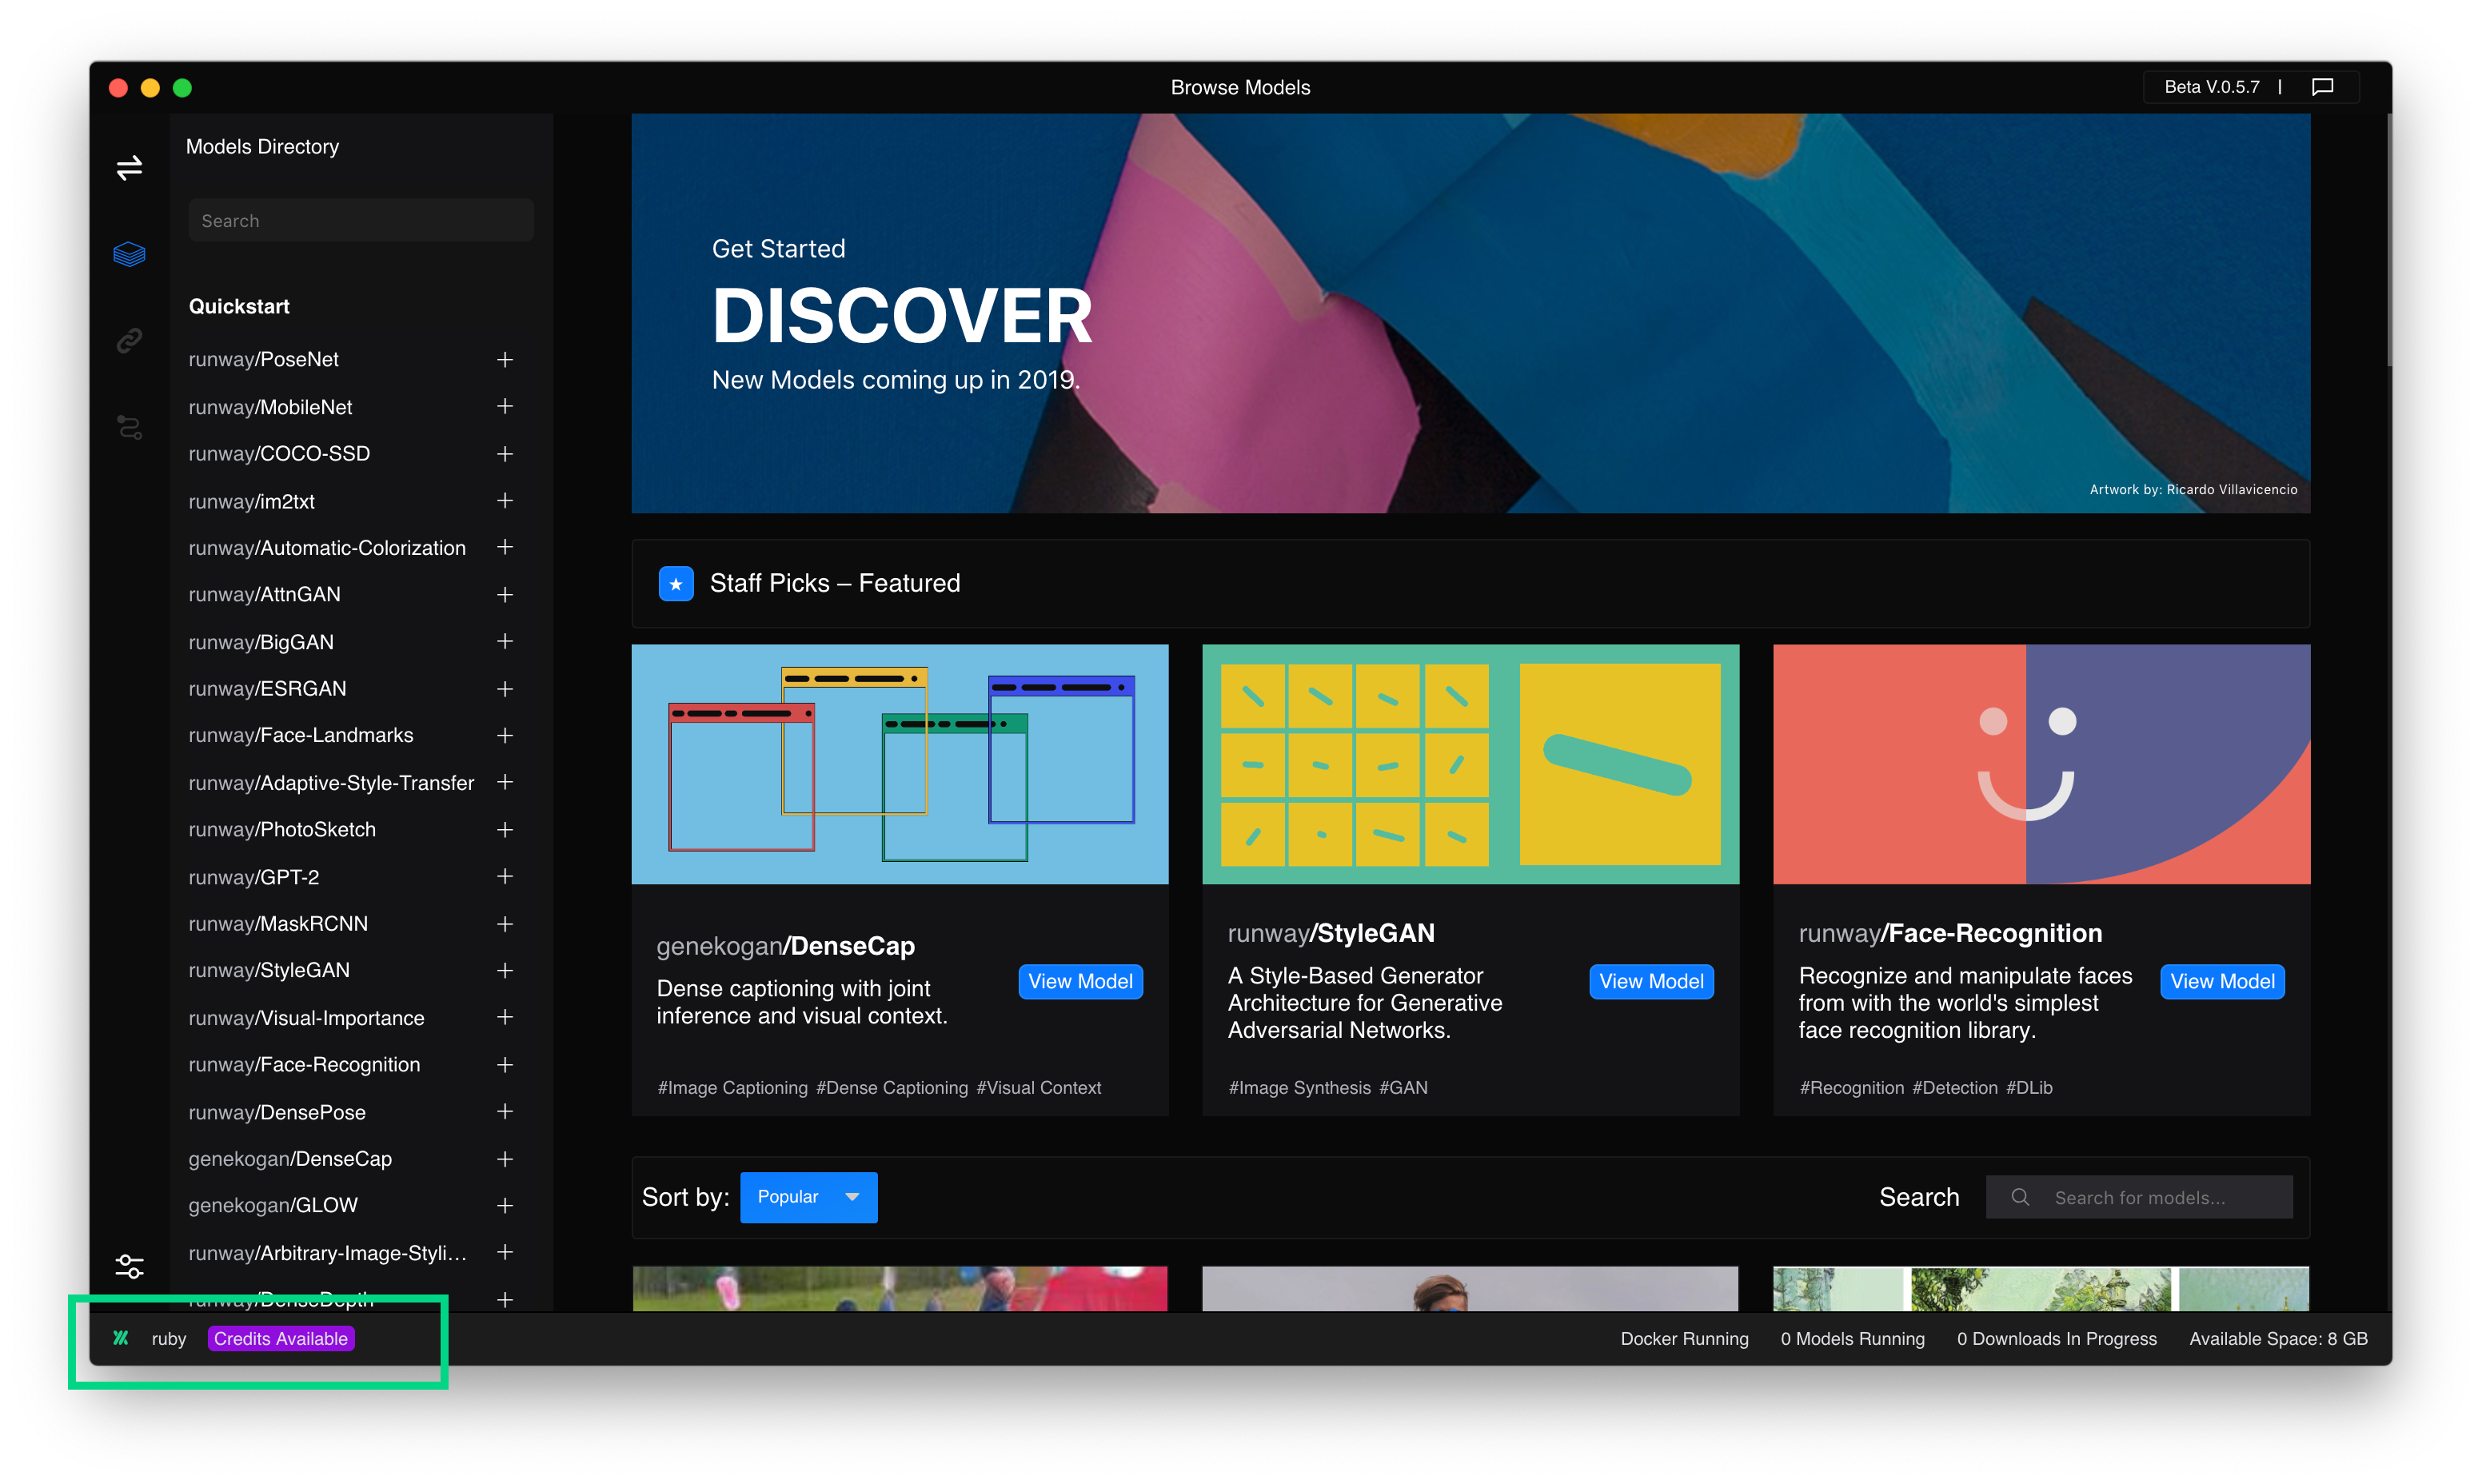 Browse Models
Beta V.0.5.7 |
Models Directory
Search
Quickstart
runway/PoseNet +
runway/MobileNet +
runway/COCO-SSD +
runway/im2txt +
runway/Automatic-Colorization +
runway/AttnGAN +
runway/BigGAN +
runway/ESRGAN +
runway/Face-Landmarks +
runway/Adaptive-Style-Transfer +
runway/PhotoSketch +
runway/GPT-2 +
runway/MaskRCNN +
runway/StyleGAN +
runway/Visual-Importance +
runway/Face-Recognition +
runway/DensePose +
genekogan/DenseCap +
genekogan/GLOW +
runway/Arbitrary-Image-Styli... +
runway/DenseDepth +
Get Started
DISCOVER
New Models coming up in 2019.
Artwork by: Ricardo Villavicencio
Staff Picks – Featured
genekogan/DenseCap
Dense captioning with joint
inference and visual context.
View Model
#Image Captioning #Dense Captioning #Visual Context
runway/StyleGAN
A Style-Based Generator
Architecture for Generative
Adversarial Networks.
View Model
#Image Synthesis #GAN
runway/Face-Recognition
Recognize and manipulate faces
from with the world's simplest
face recognition library.
View Model
#Recognition #Detection #DLib
Sort by: Popular
Search
Search for models...
ruby Credits Available
Docker Running
0 Models Running
0 Downloads In Progress
Available Space: 8 GB